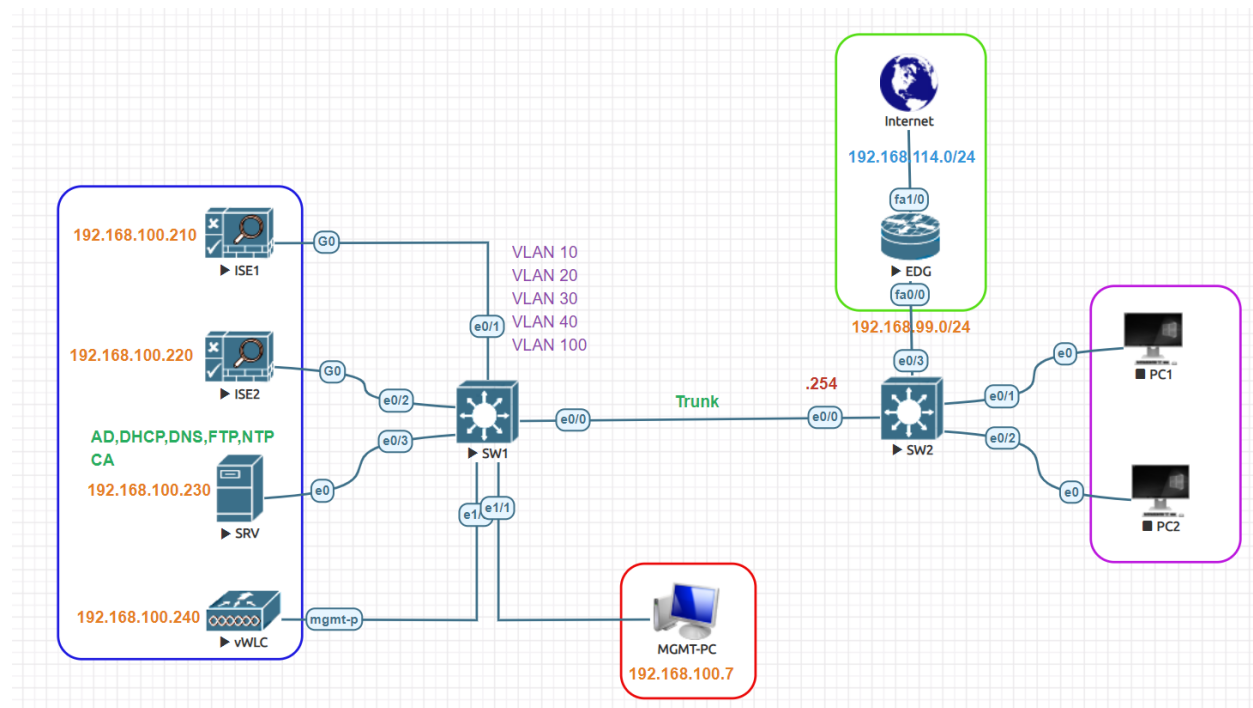 Internet
192.168.114.0/24
fa1/0
EDG
fa0/0
192.168.99.0/24
192.168.100.210
G0
ISE1
VLAN 10
VLAN 20
VLAN 30
VLAN 40
VLAN 100
e0/1
192.168.100.220
G0
ISE2
e0/2
AD,DHCP,DNS,FTP,NTP
CA
192.168.100.230
e0
SRV
e0/3
e0/0
SW1
Trunk
.254
e0/0
e0/3
SW2
e0/1
e0/2
e0
PC1
e0
PC2
e1/
e1/1
192.168.100.240
mgmt-p
vWLC
MGMT-PC
192.168.100.7